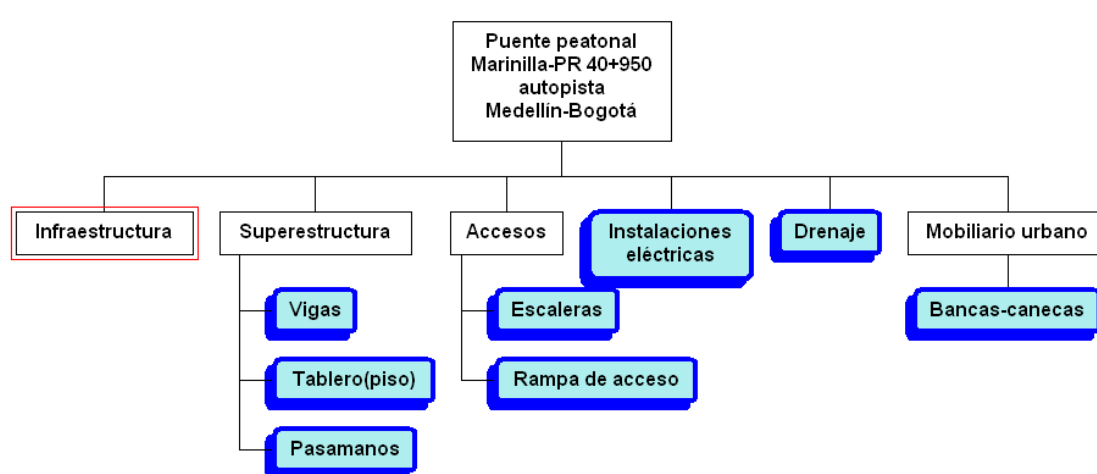 Puente peatonal
Marinilla-PR 40+950
autopista
Medellín-Bogotá
Infraestructura
Superestructura
Accesos
Instalaciones
eléctricas
Drenaje
Mobiliario urbano
Vigas
Escaleras
Bancas-canecas
Tablero(piso)
Rampa de acceso
Pasamanos